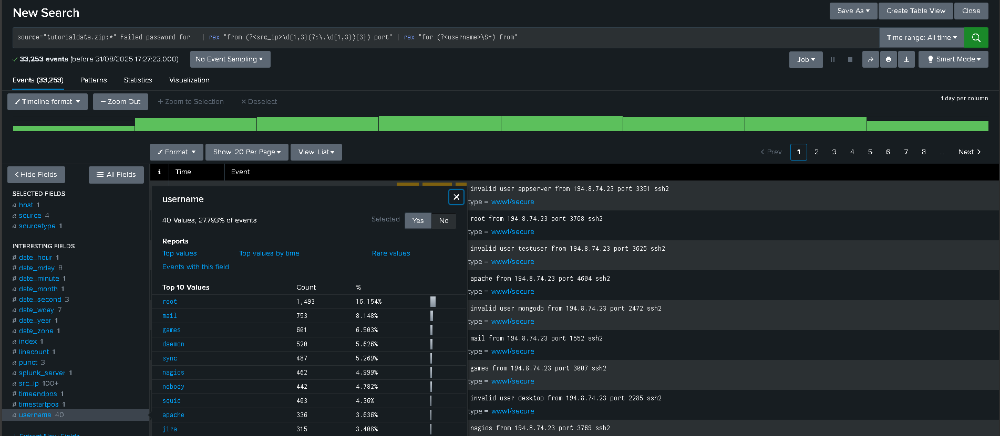 New Search
Save As
Create Table View
Close
source="tutorialdata.zip:*" Failed password for | rex "from (?<src_ip>\d{1,3}(?:\.\d{1,3}){3}) port" | rex "for (?<username>\S+) from"
Time range: All time
33,253 events (before 31/08/2025 17:27:23.000)
No Event Sampling
Job
Smart Mode
Events (33,253)
Patterns
Statistics
Visualization
Timeline format
— Zoom Out
+ Zoom to Selection
× Deselect
1 day per column
Format
Show: 20 Per Page
View: List
< Prev 1 2 3 4 5 6 7 8 ... Next >
< Hide Fields
All Fields
i Time Event
SELECTED FIELDS
a host 1
a source 4
a sourcetype 1
INTERESTING FIELDS
# date_hour 1
# date_mday 8
# date_minute 1
a date_month 1
# date_second 3
a date_wday 7
# date_year 1
a date_zone 1
a index 1
# linecount 1
a punct 3
a splunk_server 1
a src_ip 100+
# timeendpos 1
# timestartpos 1
a username 40
+ Extract New Fields
username
×
40 Values, 27.793% of events
Selected Yes No
Reports
Top values
Top values by time
Rare values
Events with this field
Top 10 Values Count %
root 1,493 16.154%
mail 753 8.148%
games 601 6.503%
daemon 520 5.626%
sync 487 5.269%
nagios 462 4.999%
nobody 442 4.782%
squid 403 4.36%
apache 336 3.636%
jira 315 3.408%
invalid user appserver from 194.8.74.23 port 3351 ssh2
type = www1/secure
root from 194.8.74.23 port 3768 ssh2
type = www1/secure
invalid user testuser from 194.8.74.23 port 3626 ssh2
type = www1/secure
apache from 194.8.74.23 port 4604 ssh2
type = www1/secure
invalid user mongodb from 194.8.74.23 port 2472 ssh2
type = www1/secure
mail from 194.8.74.23 port 1552 ssh2
type = www1/secure
games from 194.8.74.23 port 3007 ssh2
type = www1/secure
invalid user desktop from 194.8.74.23 port 2285 ssh2
type = www1/secure
nagios from 194.8.74.23 port 3769 ssh2